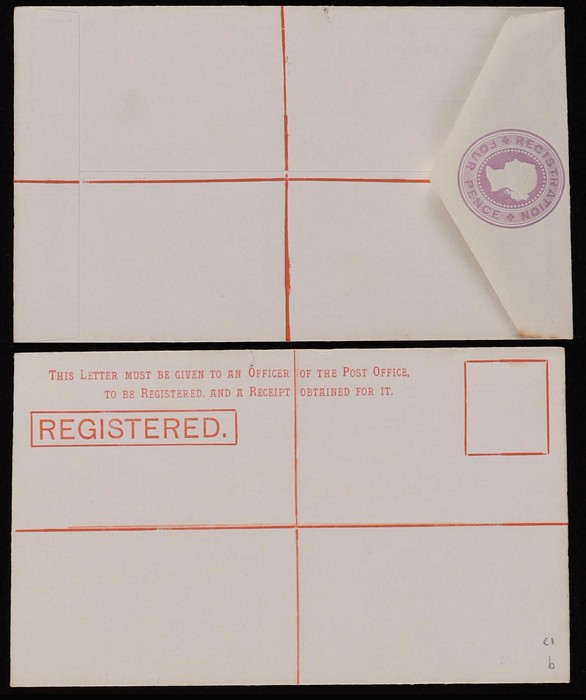 REGISTRATION
FOUR PENCE
THIS LETTER MUST BE GIVEN TO AN OFFICER OF THE POST OFFICE,
TO BE REGISTERED, AND A RECEIPT OBTAINED FOR IT.
REGISTERED.
C1
b